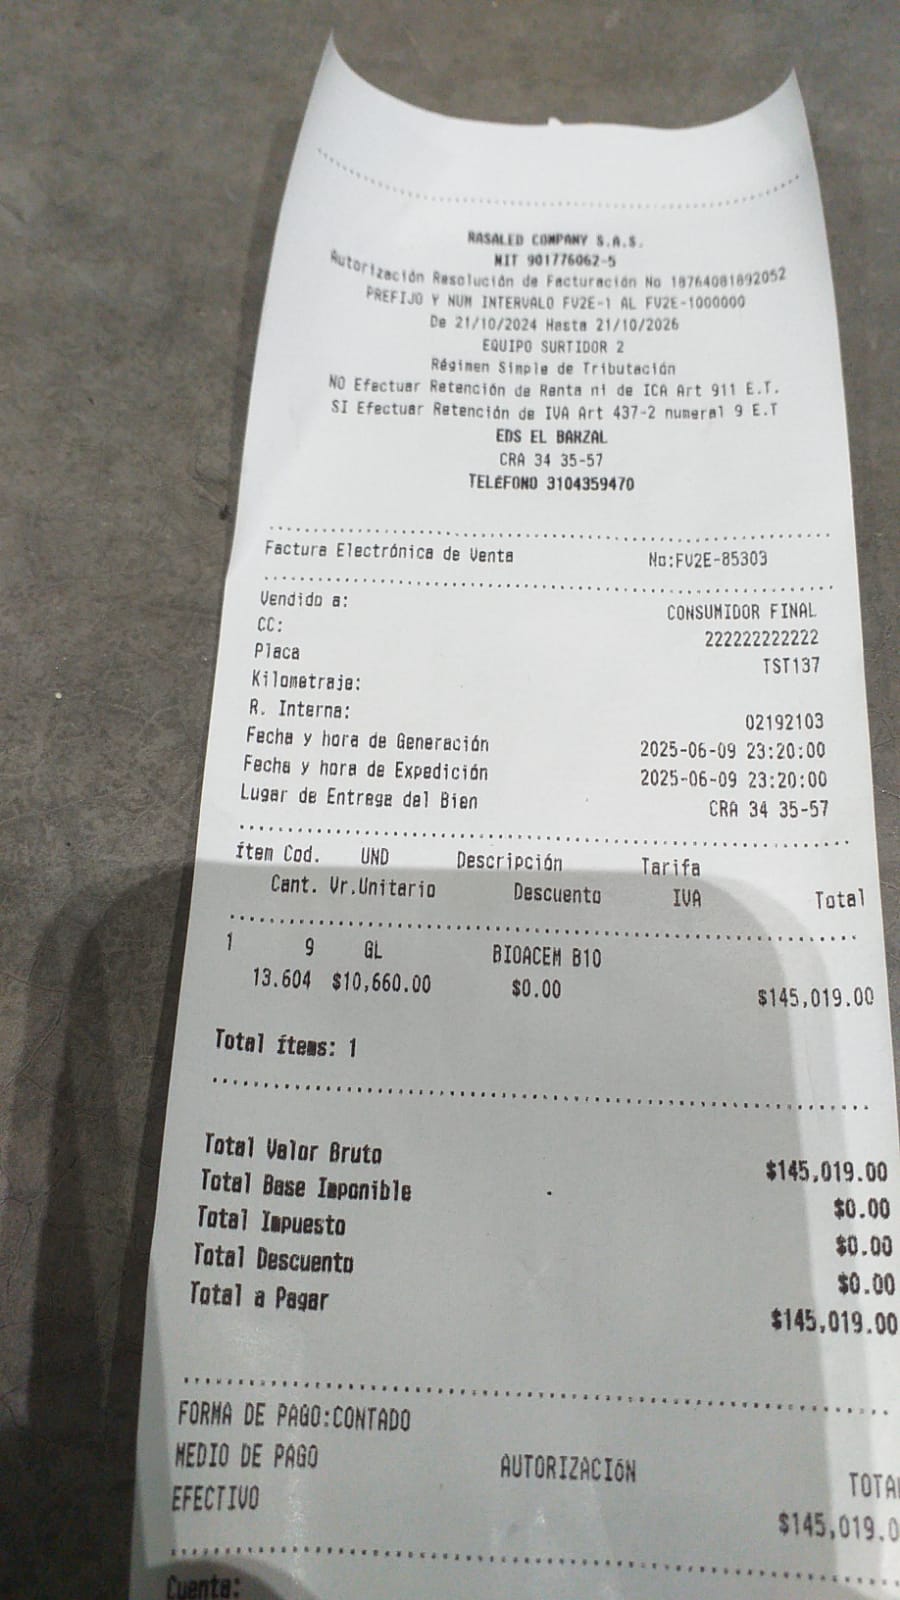 RASALED COMPANY S.A.S.
NIT 901776062-5
Autorización Resolución de Facturación No 18764081892052
PREFIJO Y NUM INTERVALO FV2E-1 AL FV2E-1000000
De 21/10/2024 Hasta 21/10/2026
EQUIPO SURTIDOR 2
Régimen Simple de Tributación
NO Efectuar Retención de Renta ni de ICA Art 911 E.T.
SI Efectuar Retención de IVA Art 437-2 numeral 9 E.T
EDS EL BARZAL
CRA 34 35-57
TELÉFONO 3104359470
Factura Electrónica de Venta No:FV2E-85303
Vendido a: CONSUMIDOR FINAL
CC: 222222222222
Placa TST137
Kilometraje:
R. Interna: 02192103
Fecha y hora de Generación 2025-06-09 23:20:00
Fecha y hora de Expedición 2025-06-09 23:20:00
Lugar de Entrega del Bien CRA 34 35-57
Ítem Cod. UND Descripción Tarifa
Cant. Vr.Unitario Descuento IVA Total
1 9 GL BIOACEM B10
13.604 $10,660.00 $0.00 $145,019.00
Total ítems: 1
Total Valor Bruto $145,019.00
Total Base Imponible $0.00
Total Impuesto $0.00
Total Descuento $0.00
Total a Pagar $145,019.00
FORMA DE PAGO:CONTADO
MEDIO DE PAGO AUTORIZACIÓN TOTA
EFECTIVO $145,019.0
Cuenta: